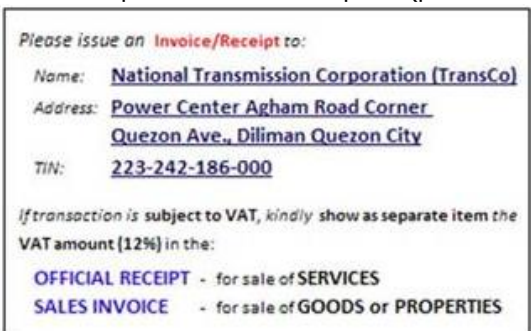 Please issue an Invoice/Receipt to:
Name: National Transmission Corporation (TransCo)
Address: Power Center Agham Road Corner
Quezon Ave., Diliman Quezon City
TIN: 223-242-186-000
If transaction is subject to VAT, kindly show as separate item the
VAT amount (12%) in the:
OFFICIAL RECEIPT - for sale of SERVICES
SALES INVOICE - for sale of GOODS or PROPERTIES